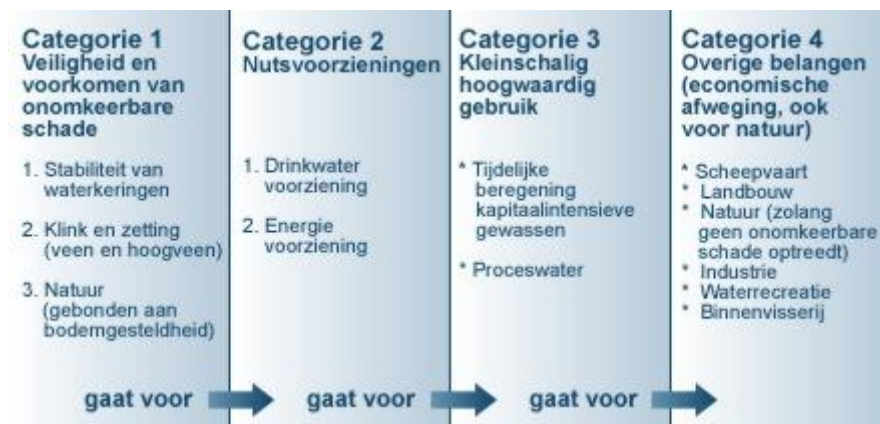 Categorie 1
Veiligheid en
voorkomen van
onomkeerbare
schade
1. Stabiliteit van
waterkeringen
2. Klink en zetting
(veen en hoogveen)
3. Natuur
(gebonden aan
bodemgesteldheid)
gaat voor
Categorie 2
Nutsvoorzieningen
1. Drinkwater
voorziening
2. Energie
voorziening
gaat voor
Categorie 3
Kleinschalig
hoogwaardig
gebruik
* Tijdelijke
beregening
kapitaalintensieve
gewassen
* Proceswater
gaat voor
Categorie 4
Overige belangen
(economische
afweging, ook
voor natuur)
* Scheepvaart
* Landbouw
* Natuur (zolang
geen onomkeerbare
schade optreedt)
* Industrie
* Waterrecreatie
* Binnenvisserij